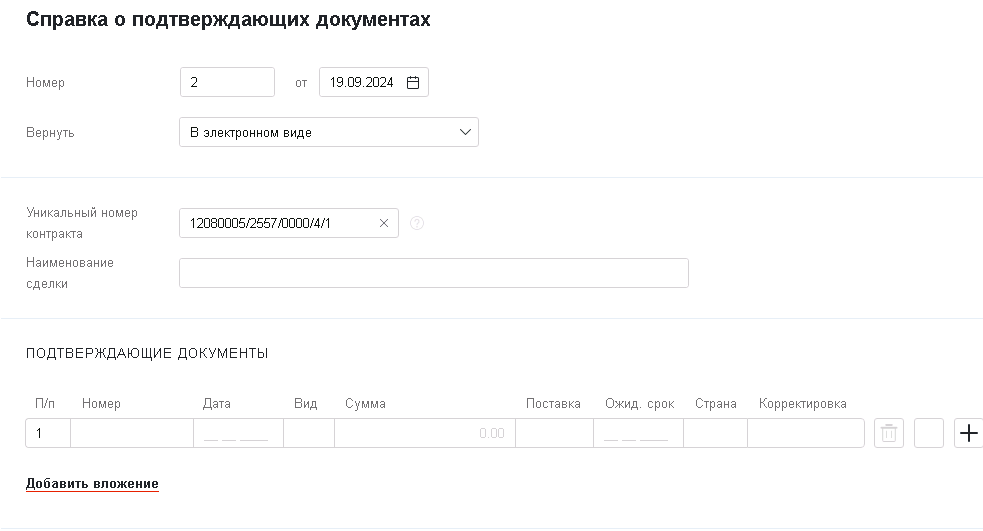 Справка о подтверждающих документах
Номер 2 от 19.09.2024
Вернуть В электронном виде
Уникальный номер контракта 12080005/2557/0000/4/1 ?
Наименование сделки
ПОДТВЕРЖДАЮЩИЕ ДОКУМЕНТЫ
П/п Номер Дата Вид Сумма Поставка Ожид. срок Страна Корректировка
1 __ __ ____ 0.00 __ __ ____
Добавить вложение